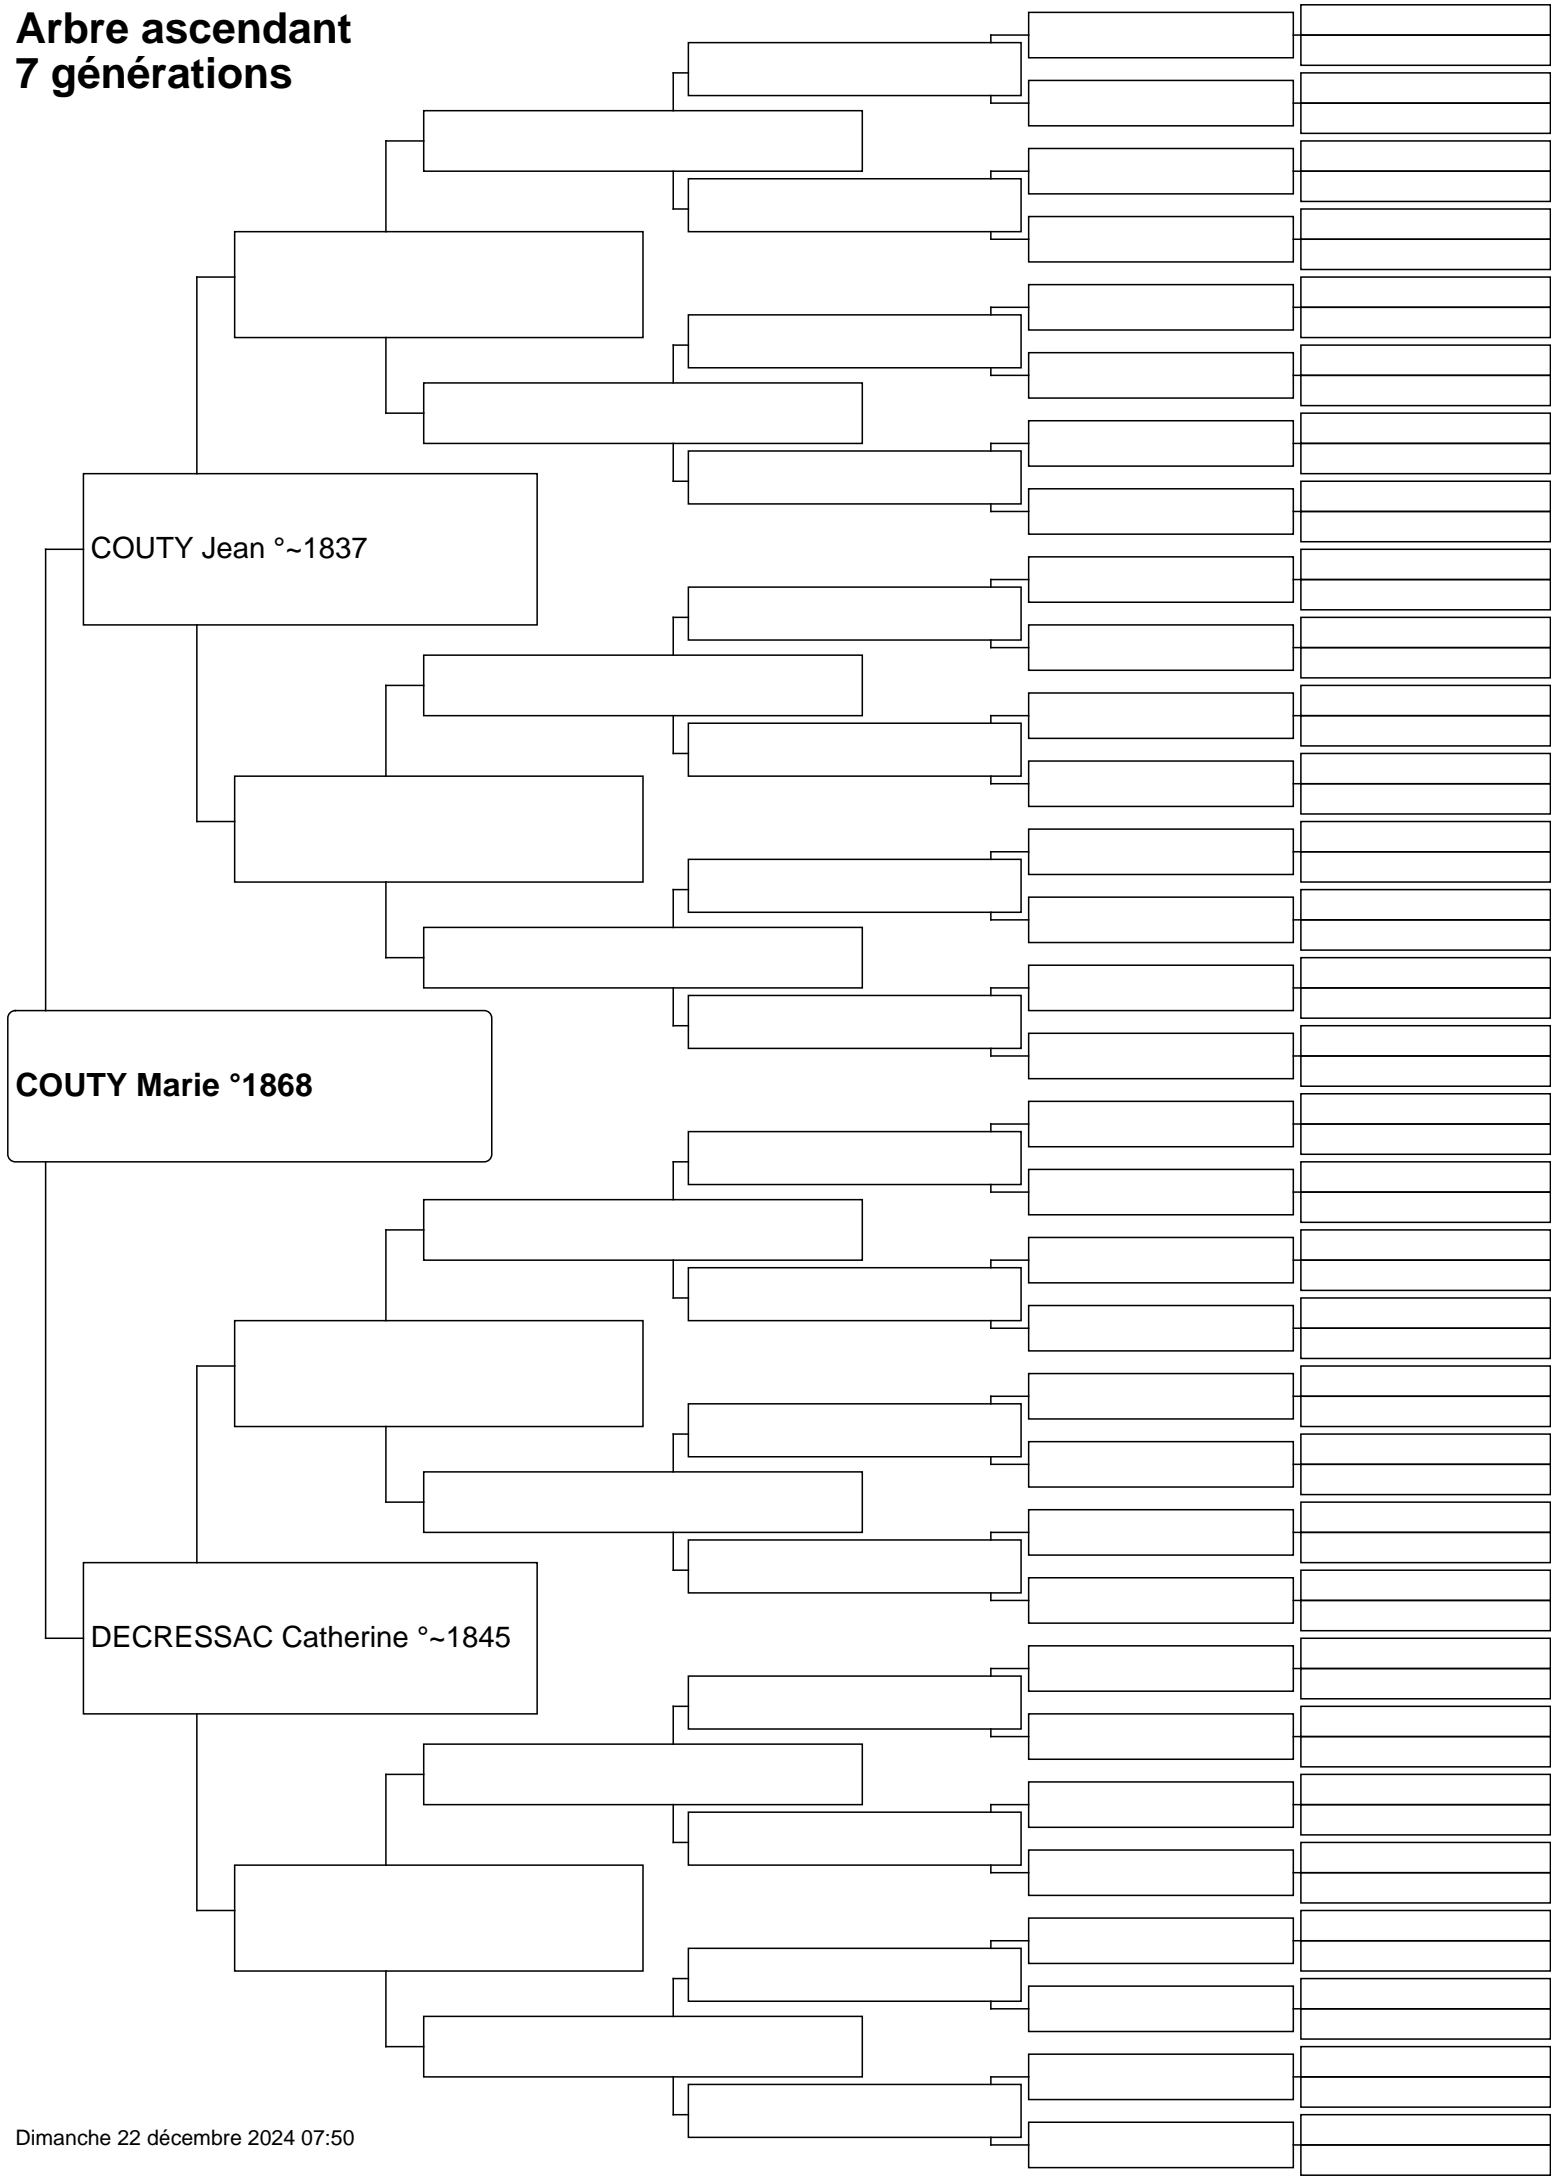 Arbre ascendant
7 générations
COUTY Jean °~1837
COUTY Marie °1868
DECRESSAC Catherine °~1845
Dimanche 22 décembre 2024 07:50